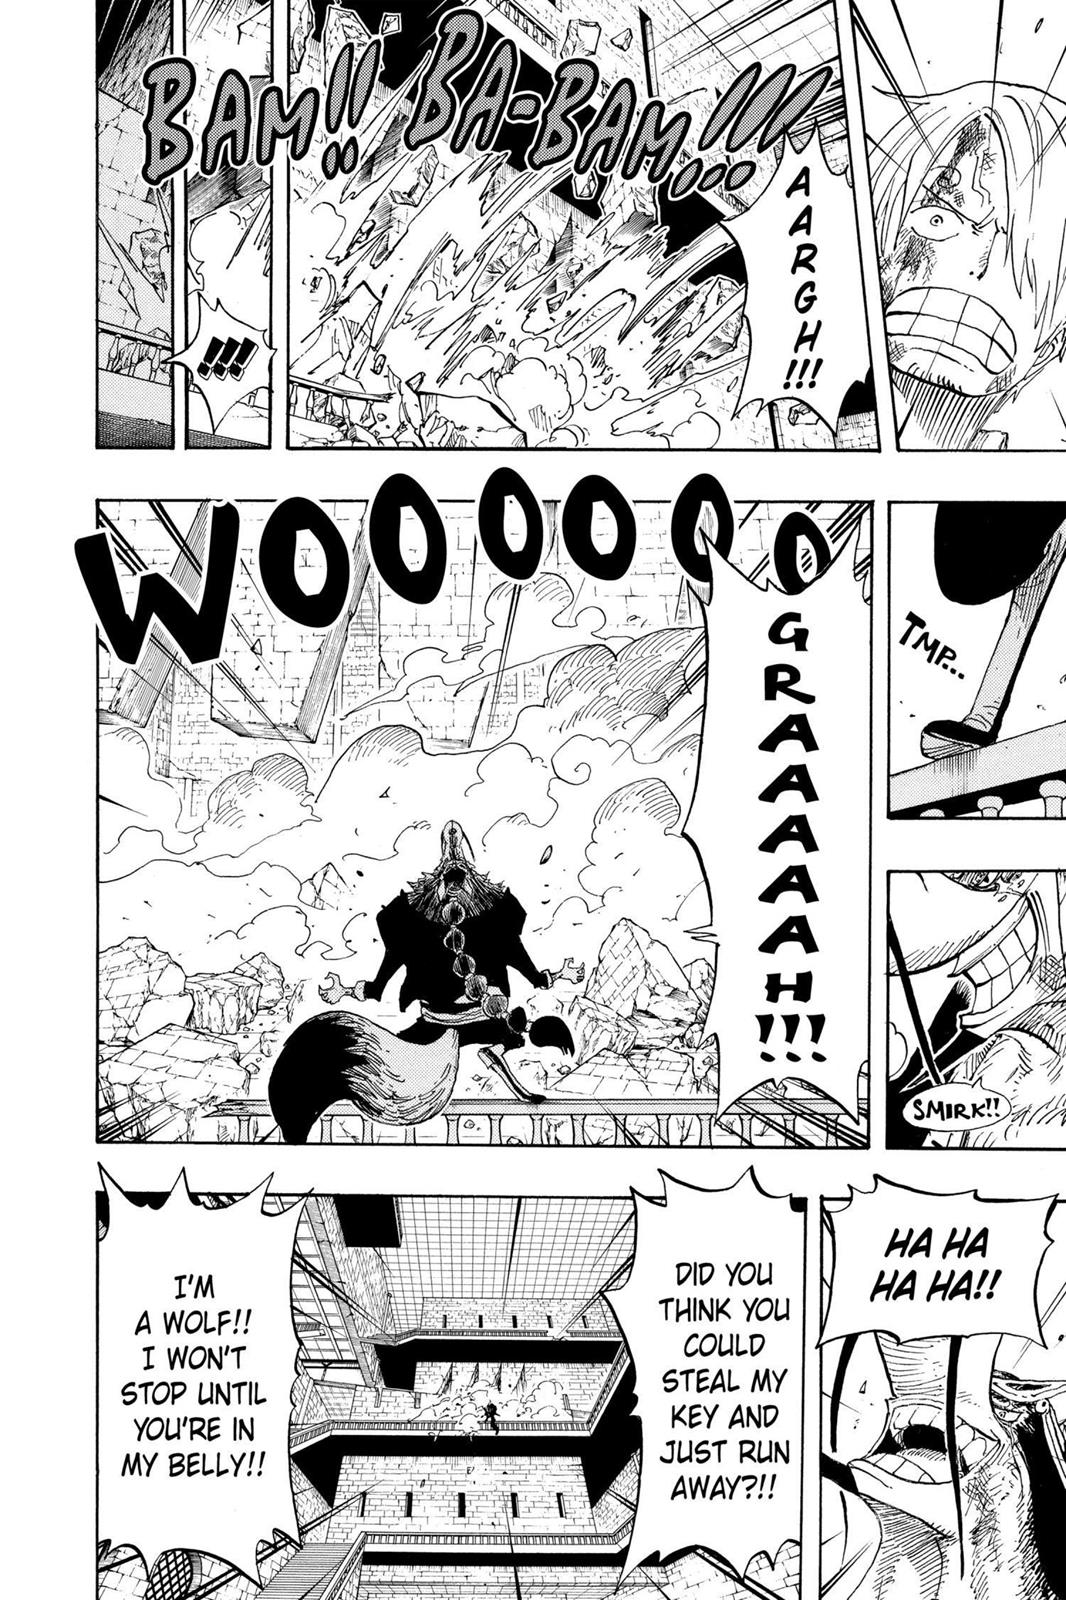 AARGH!!!
BAM!! BA-BAM!!!
!!!
TMP...
SMIRK!!
WOOOOOO
GRAAAAAAH!!!
HA HA
HA HA!!
DID YOU
THINK YOU
COULD
STEAL MY
KEY AND
JUST RUN
AWAY?!!
I'M
A WOLF!!
I WON'T
STOP UNTIL
YOU'RE IN
MY BELLY!!